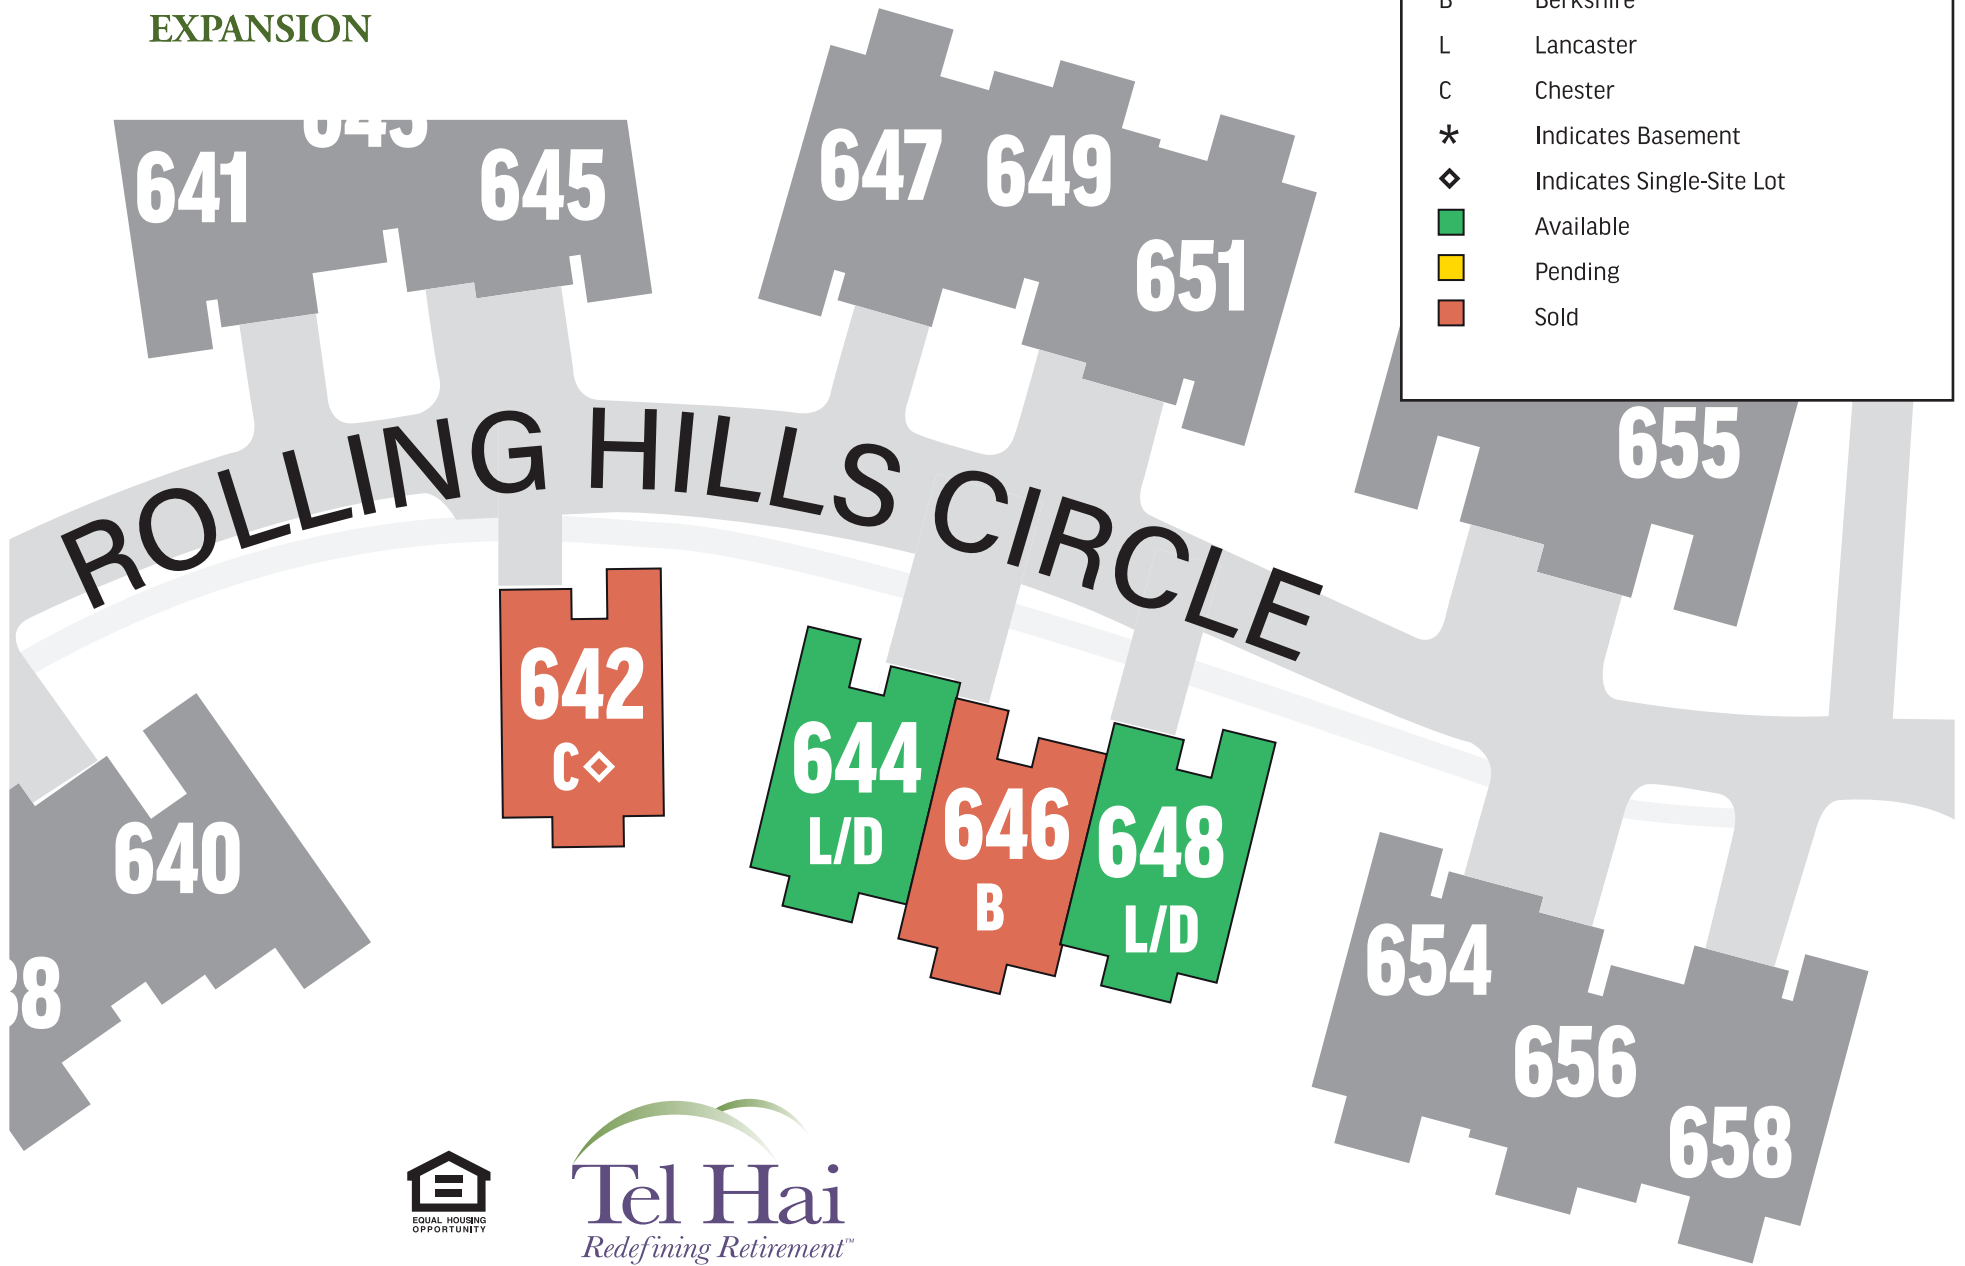 EXPANSION
B Berkshire
L Lancaster
C Chester
* Indicates Basement
◇ Indicates Single-Site Lot
Available
Pending
Sold
641
645
647
649
651
655
ROLLING HILLS CIRCLE
642
C◇
644
L/D
646
B
648
L/D
640
654
656
658
EQUAL HOUSING
OPPORTUNITY
Tel Hai
Redefining Retirement™